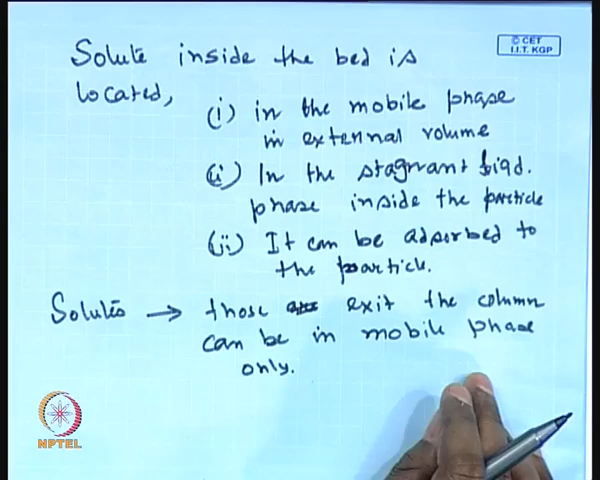 Solute inside the bed is
© CET
I.I.T. KGP
located,
(i) in the mobile phase
in external volume
(ii) In the stagnant liqd.
phase inside the particle
(iii) It can be adsorbed to
the particle.
Solutes → those exit the column
can be in mobile phase
only.
NPTEL